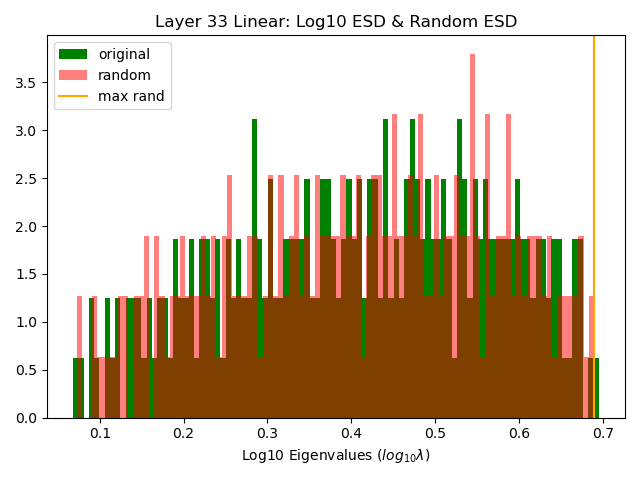 Layer 33 Linear: Log10 ESD & Random ESD
original
random
max rand
3.5
3.0
2.5
2.0
1.5
1.0
0.5
0.0
0.1 0.2 0.3 0.4 0.5 0.6 0.7
Log10 Eigenvalues (log₁₀λ)